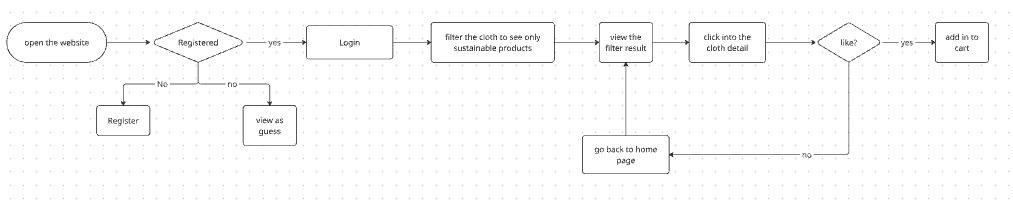 open the website
Registered
yes
Login
filter the cloth to see only
sustainable products
view the
filter result
click into the
cloth detail
like?
yes
add in to
cart
No
no
Register
view as
guess
go back to home
page
no